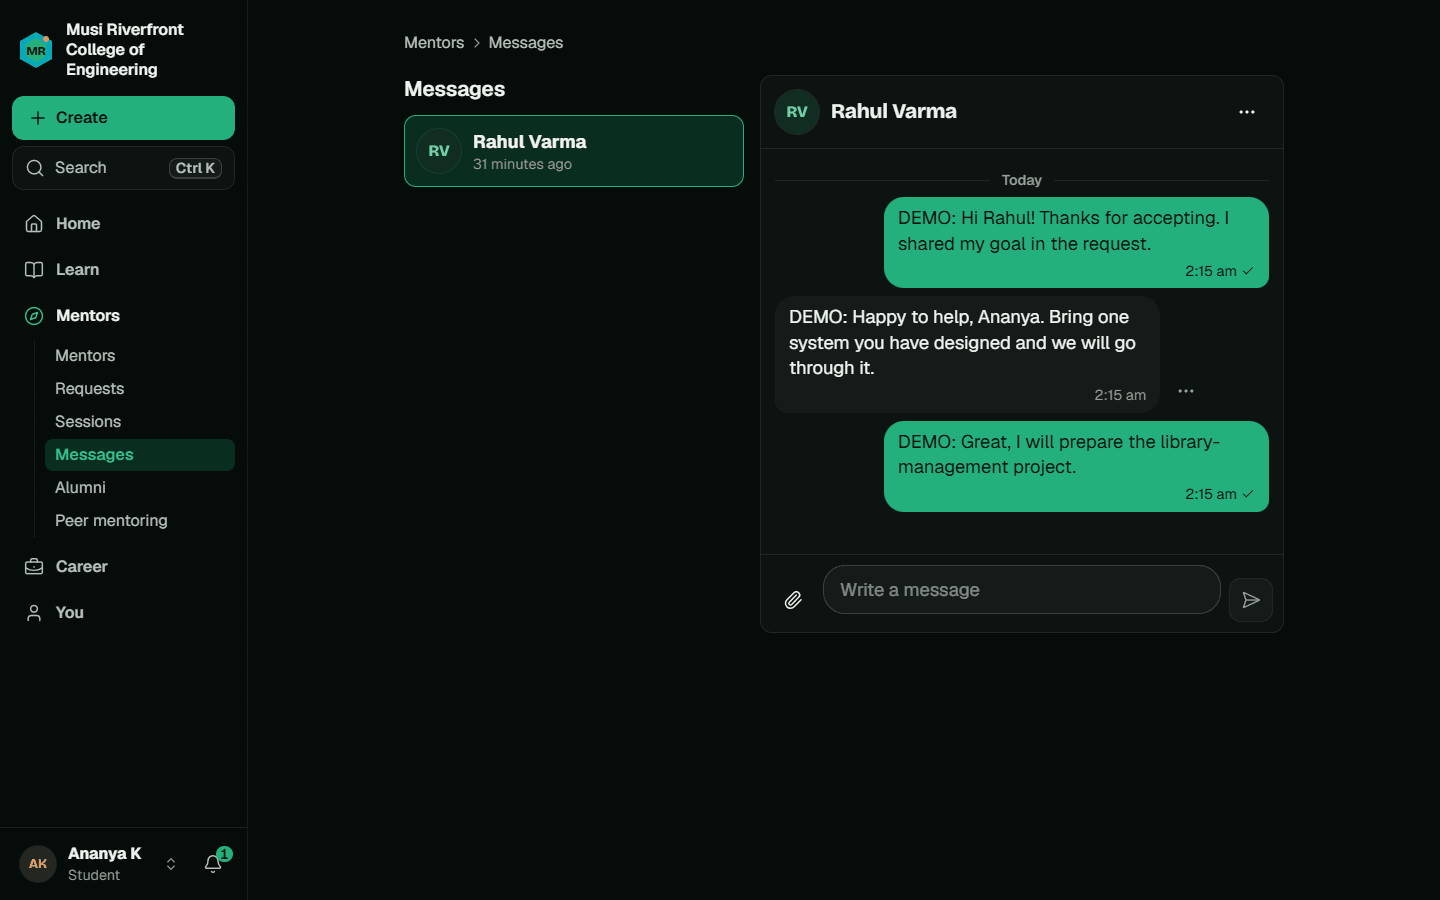 MR
Musi Riverfront
College of
Engineering
Create
Search
Ctrl K
Home
Learn
Mentors
Mentors
Requests
Sessions
Messages
Alumni
Peer mentoring
Career
You
AK
Ananya K
Student
1
Mentors > Messages
Messages
RV
Rahul Varma
31 minutes ago
RV
Rahul Varma
Today
DEMO: Hi Rahul! Thanks for accepting. I
shared my goal in the request.
2:15 am
DEMO: Happy to help, Ananya. Bring one
system you have designed and we will go
through it.
2:15 am
DEMO: Great, I will prepare the library-
management project.
2:15 am
Write a message